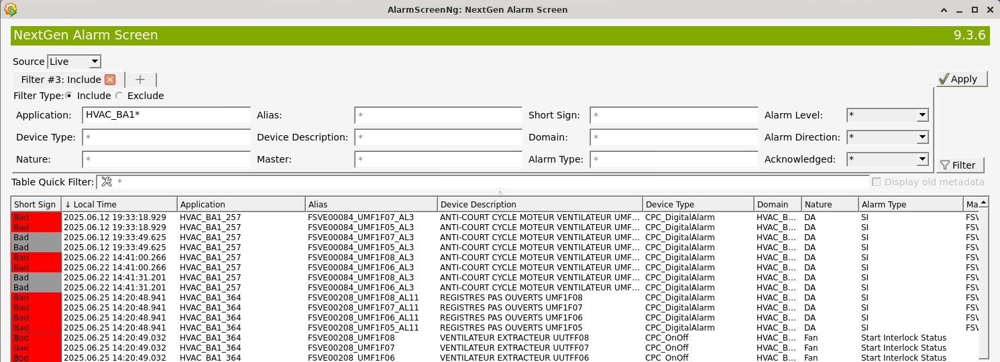 AlarmScreenNg: NextGen Alarm Screen
NextGen Alarm Screen 9.3.6
Source Live
Filter #3: Include +
Apply
Filter Type: Include Exclude
Application: HVAC_BA1* Alias: * Short Sign: * Alarm Level: *
Device Type: * Device Description: * Domain: * Alarm Direction: *
Nature: * Master: * Alarm Type: * Acknowledged: *
Filter
Table Quick Filter: * Display old metadata
Short Sign ↓ Local Time Application Alias Device Description Device Type Domain Nature Alarm Type Ma
Bad 2025.06.12 19:33:18.929 HVAC_BA1_257 FSVE00084_UMF1F07_AL3 ANTI-COURT CYCLE MOTEUR VENTILATEUR UMF... CPC_DigitalAlarm HVAC_B... DA SI FSV
Bad 2025.06.12 19:33:18.929 HVAC_BA1_257 FSVE00084_UMF1F05_AL3 ANTI-COURT CYCLE MOTEUR VENTILATEUR UMF... CPC_DigitalAlarm HVAC_B... DA SI FSV
Bad 2025.06.12 19:33:49.625 HVAC_BA1_257 FSVE00084_UMF1F07_AL3 ANTI-COURT CYCLE MOTEUR VENTILATEUR UMF... CPC_DigitalAlarm HVAC_B... DA SI FSV
Bad 2025.06.12 19:33:49.625 HVAC_BA1_257 FSVE00084_UMF1F05_AL3 ANTI-COURT CYCLE MOTEUR VENTILATEUR UMF... CPC_DigitalAlarm HVAC_B... DA SI FSV
Bad 2025.06.22 14:41:00.266 HVAC_BA1_257 FSVE00084_UMF1F08_AL3 ANTI-COURT CYCLE MOTEUR VENTILATEUR UMF... CPC_DigitalAlarm HVAC_B... DA SI FSV
Bad 2025.06.22 14:41:00.266 HVAC_BA1_257 FSVE00084_UMF1F06_AL3 ANTI-COURT CYCLE MOTEUR VENTILATEUR UMF... CPC_DigitalAlarm HVAC_B... DA SI FSV
Bad 2025.06.22 14:41:31.201 HVAC_BA1_257 FSVE00084_UMF1F08_AL3 ANTI-COURT CYCLE MOTEUR VENTILATEUR UMF... CPC_DigitalAlarm HVAC_B... DA SI FSV
Bad 2025.06.22 14:41:31.201 HVAC_BA1_257 FSVE00084_UMF1F06_AL3 ANTI-COURT CYCLE MOTEUR VENTILATEUR UMF... CPC_DigitalAlarm HVAC_B... DA SI FSV
Bad 2025.06.25 14:20:48.941 HVAC_BA1_364 FSVE00208_UMF1F08_AL11 REGISTRES PAS OUVERTS UMF1F08 CPC_DigitalAlarm HVAC_B... DA SI FSV
Bad 2025.06.25 14:20:48.941 HVAC_BA1_364 FSVE00208_UMF1F07_AL11 REGISTRES PAS OUVERTS UMF1F07 CPC_DigitalAlarm HVAC_B... DA SI FSV
Bad 2025.06.25 14:20:48.941 HVAC_BA1_364 FSVE00208_UMF1F06_AL11 REGISTRES PAS OUVERTS UMF1F06 CPC_DigitalAlarm HVAC_B... DA SI FSV
Bad 2025.06.25 14:20:48.941 HVAC_BA1_364 FSVE00208_UMF1F05_AL11 REGISTRES PAS OUVERTS UMF1F05 CPC_DigitalAlarm HVAC_B... DA SI FSV
Bad 2025.06.25 14:20:49.032 HVAC_BA1_364 FSVE00208_UMF1F08 VENTILATEUR EXTRACTEUR UUTFF08 CPC_OnOff HVAC_B... Fan Start Interlock Status
Bad 2025.06.25 14:20:49.032 HVAC_BA1_364 FSVE00208_UMF1F07 VENTILATEUR EXTRACTEUR UUTFF07 CPC_OnOff HVAC_B... Fan Start Interlock Status
Bad 2025.06.25 14:20:49.032 HVAC_BA1_364 FSVE00208_UMF1F06 VENTILATEUR EXTRACTEUR UUTFF06 CPC_OnOff HVAC_B... Fan Start Interlock Status